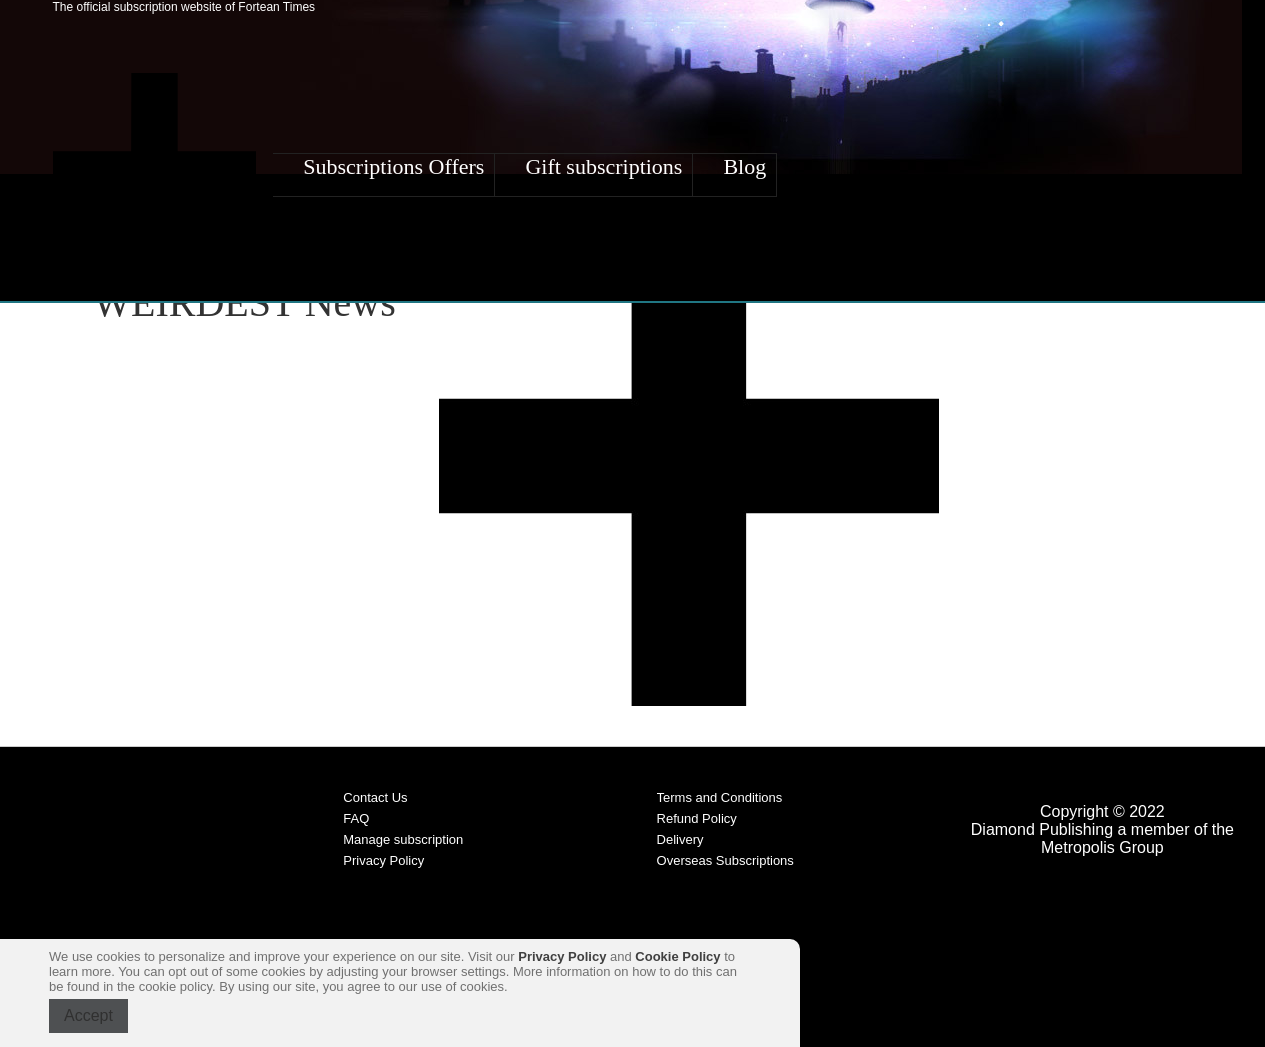 The official subscription website of Fortean Times
Subscriptions Offers
Gift subscriptions
Blog
WEIRDEST News
Contact Us
FAQ
Manage subscription
Privacy Policy
Terms and Conditions
Refund Policy
Delivery
Overseas Subscriptions
Copyright © 2022
Diamond Publishing a member of the
Metropolis Group
We use cookies to personalize and improve your experience on our site. Visit our Privacy Policy and Cookie Policy to
learn more. You can opt out of some cookies by adjusting your browser settings. More information on how to do this can
be found in the cookie policy. By using our site, you agree to our use of cookies.
Accept